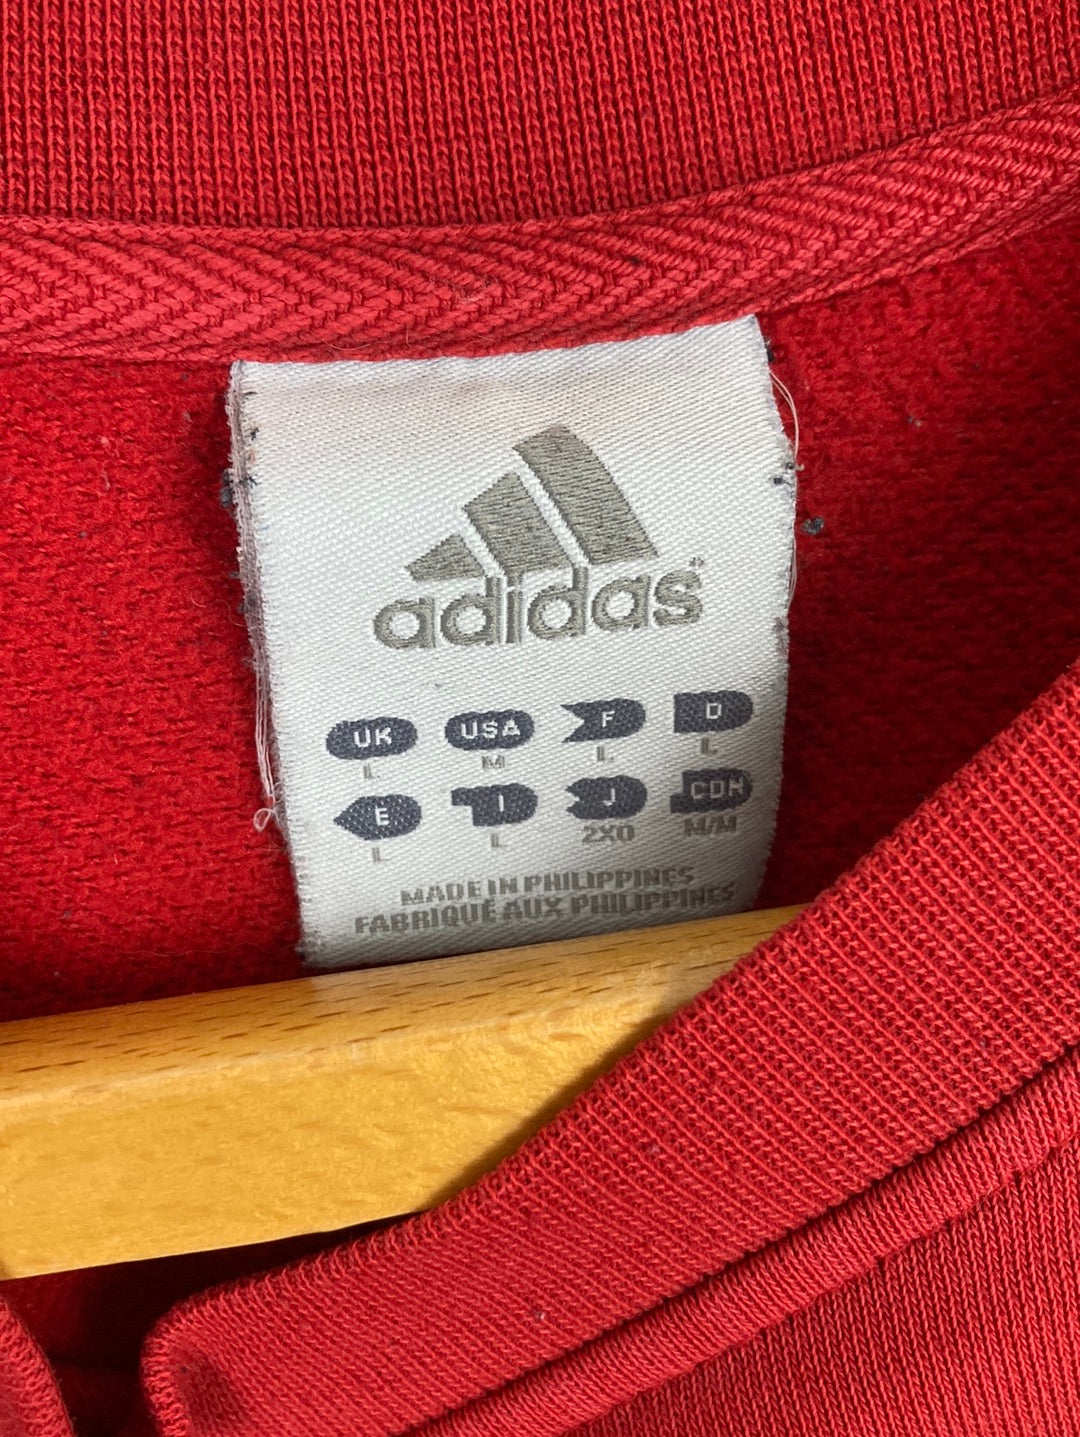 adidas
UK USA F D
L M L L
E I J CDN
L L 2XO M/M
MADE IN PHILIPPINES
FABRIQUÉ AUX PHILIPPINES